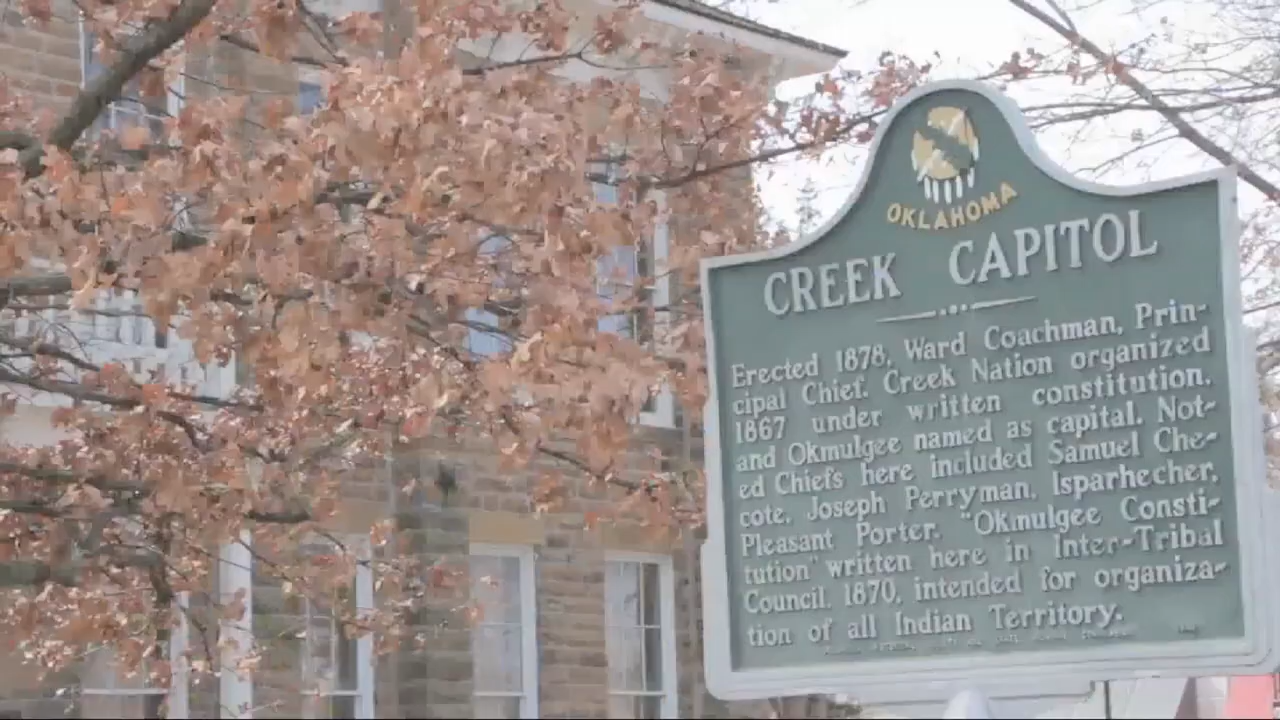 OKLAHOMA
CREEK CAPITOL
Erected 1878, Ward Coachman, Prin-
cipal Chief. Creek Nation organized
1867 under written constitution,
and Okmulgee named as capital. Not-
ed Chiefs here included Samuel Che-
cote, Joseph Perryman, Isparhecher,
Pleasant Porter. "Okmulgee Consti-
tution" written here in Inter-Tribal
Council, 1870, intended for organiza-
tion of all Indian Territory.